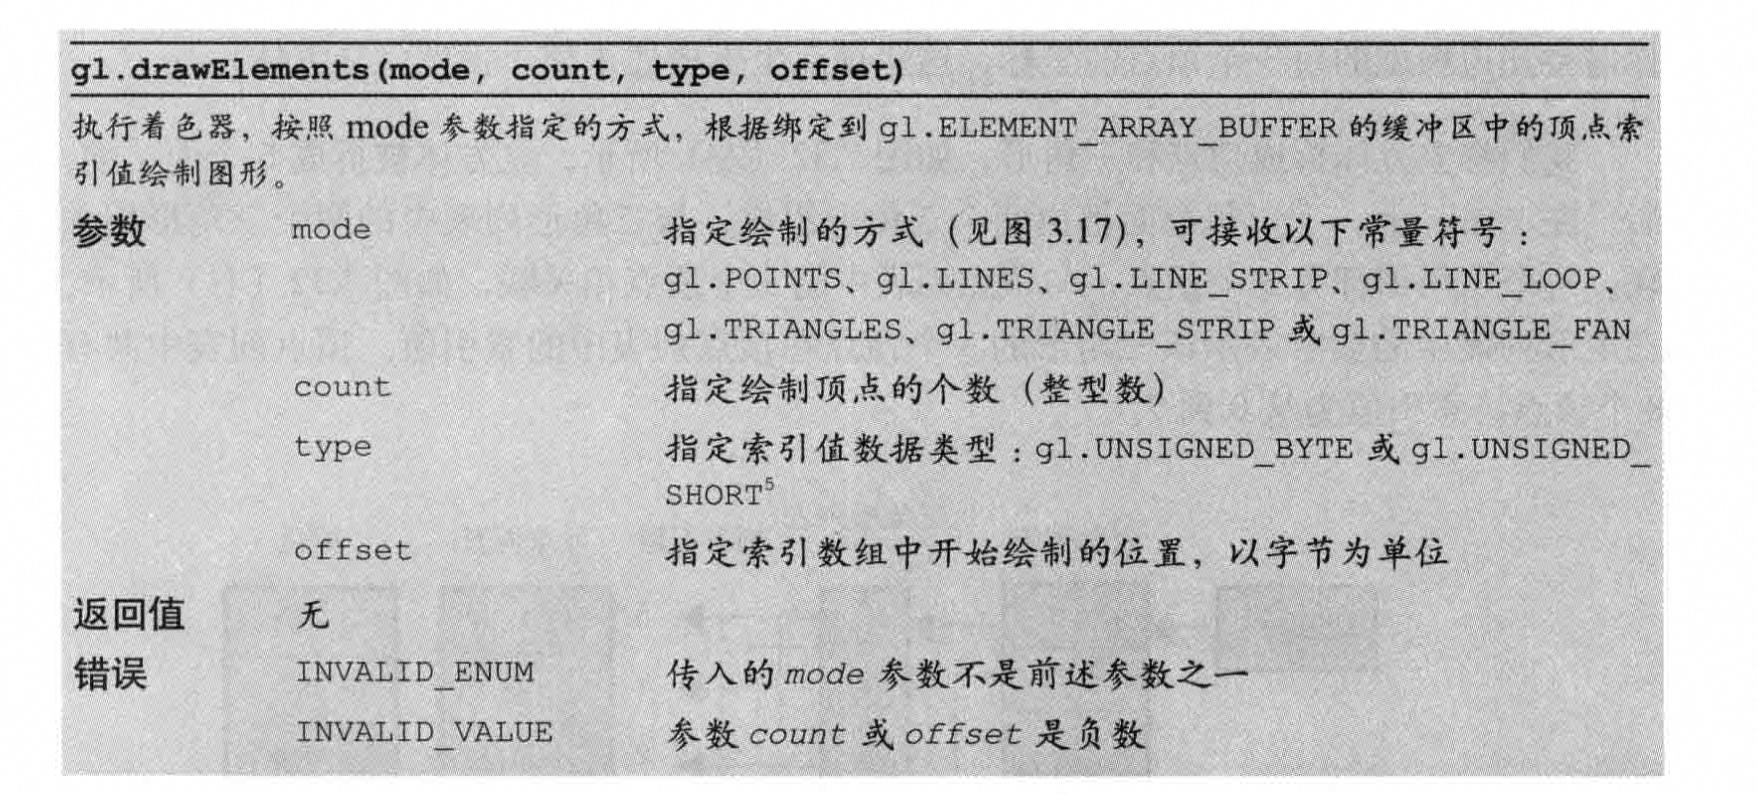 gl.drawElements(mode, count, type, offset)
执行着色器，按照 mode 参数指定的方式，根据绑定到 gl.ELEMENT_ARRAY_BUFFER 的缓冲区中的顶点索
引值绘制图形。
参数 mode 指定绘制的方式（见图 3.17），可接收以下常量符号：
gl.POINTS、gl.LINES、gl.LINE_STRIP、gl.LINE_LOOP、
gl.TRIANGLES、gl.TRIANGLE_STRIP 或 gl.TRIANGLE_FAN
count 指定绘制顶点的个数（整型数）
type 指定索引值数据类型：gl.UNSIGNED_BYTE 或 gl.UNSIGNED_
SHORT⁵
offset 指定索引数组中开始绘制的位置，以字节为单位
返回值 无
错误 INVALID_ENUM 传入的 mode 参数不是前述参数之一
INVALID_VALUE 参数 count 或 offset 是负数